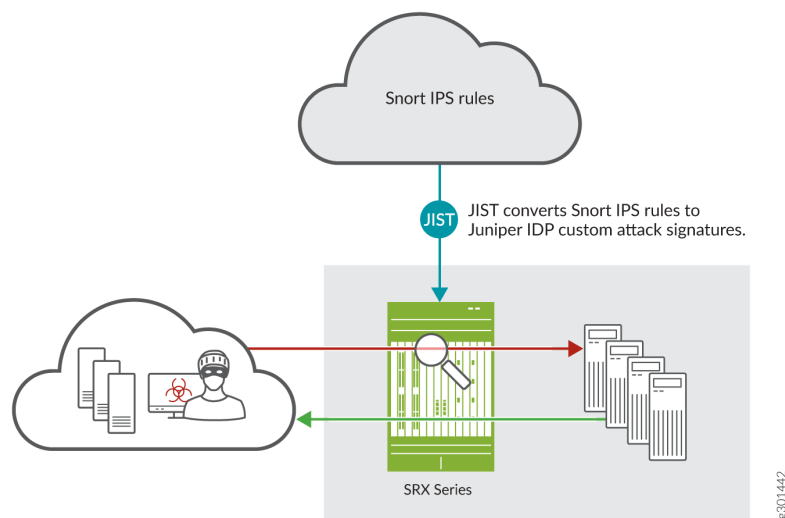 Snort IPS rules
JIST
JIST converts Snort IPS rules to
Juniper IDP custom attack signatures.
SRX Series
g301442